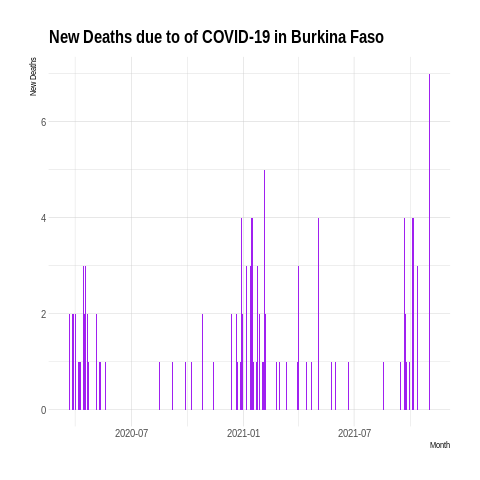 New Deaths due to of COVID-19 in Burkina Faso
New Deaths
6
4
2
0
2020-07 2021-01 2021-07
Month